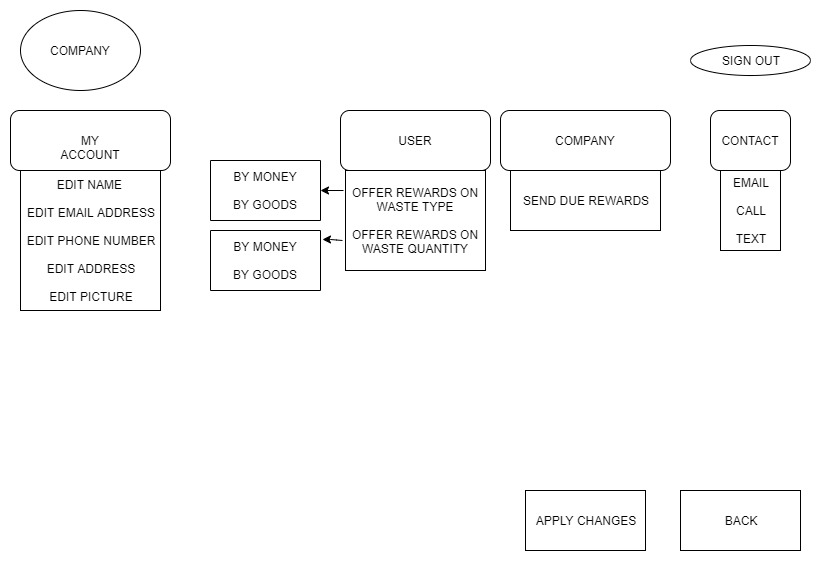 COMPANY
SIGN OUT
MY
ACCOUNT
USER
COMPANY
CONTACT
EDIT NAME
EDIT EMAIL ADDRESS
EDIT PHONE NUMBER
EDIT ADDRESS
EDIT PICTURE
BY MONEY
BY GOODS
BY MONEY
BY GOODS
OFFER REWARDS ON
WASTE TYPE
OFFER REWARDS ON
WASTE QUANTITY
SEND DUE REWARDS
EMAIL
CALL
TEXT
APPLY CHANGES
BACK